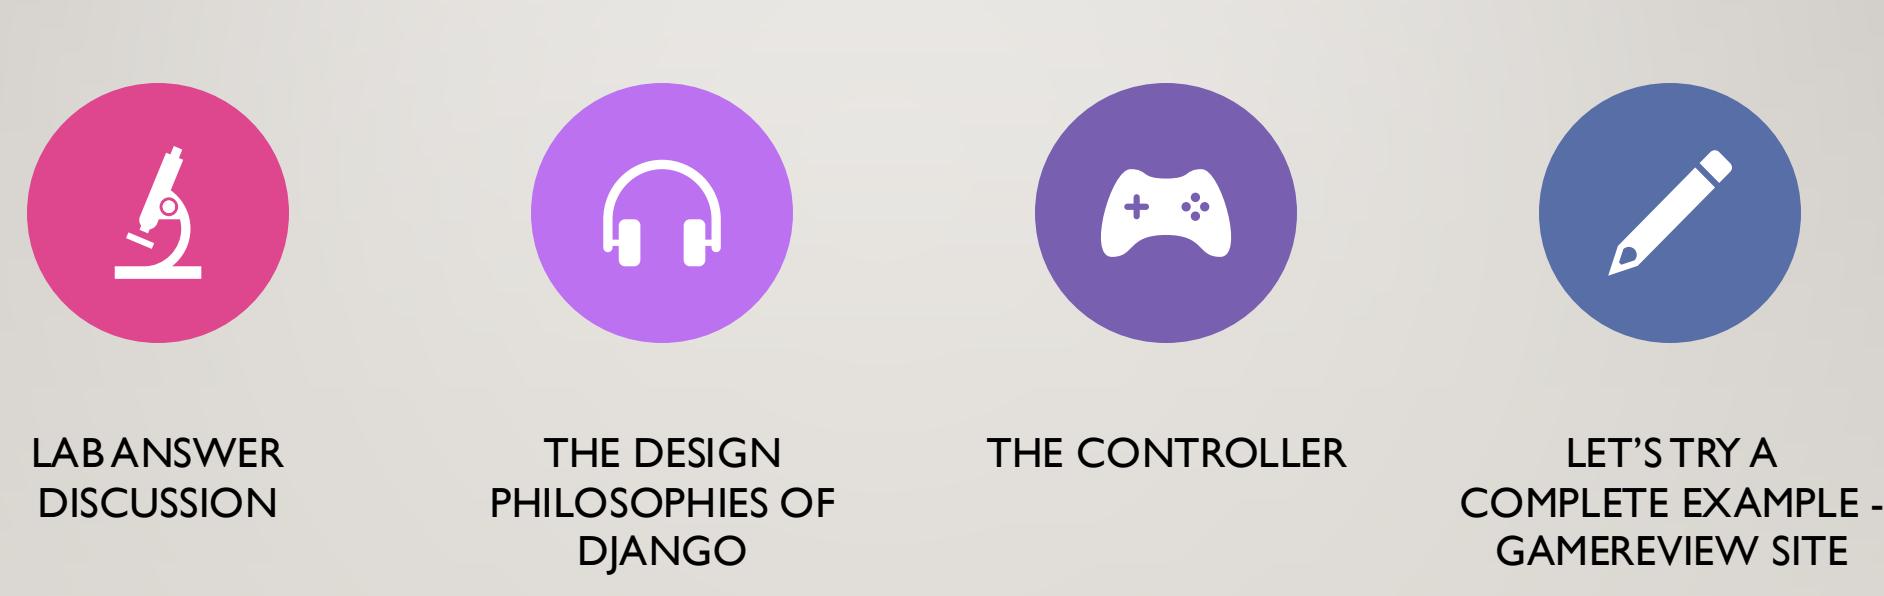 LAB ANSWER
DISCUSSION
THE DESIGN
PHILOSOPHIES OF
DJANGO
THE CONTROLLER
LET’S TRY A
COMPLETE EXAMPLE -
GAMEREVIEW SITE